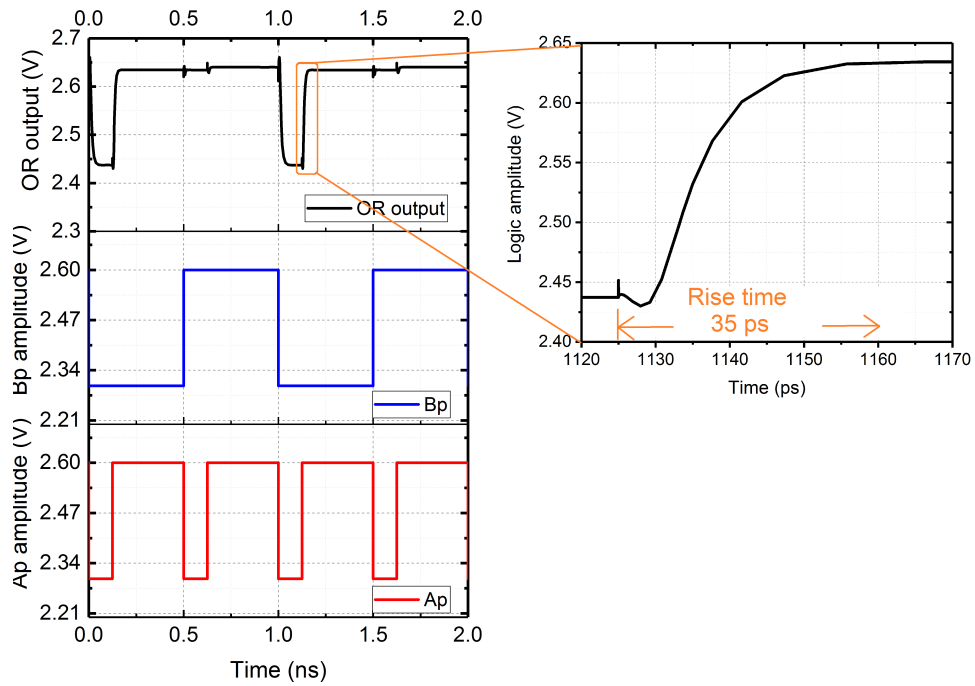 0.0 0.5 1.0 1.5 2.0
2.7
2.6
2.5
2.4
2.3
OR output (V)
OR output
2.60
2.47
2.34
2.21
Bp amplitude (V)
Bp
2.60
2.47
2.34
2.21
Ap amplitude (V)
Ap
0.0 0.5 1.0 1.5 2.0
Time (ns)
2.65
2.60
2.55
2.50
2.45
2.40
Logic amplitude (V)
Rise time
35 ps
1120 1130 1140 1150 1160 1170
Time (ps)